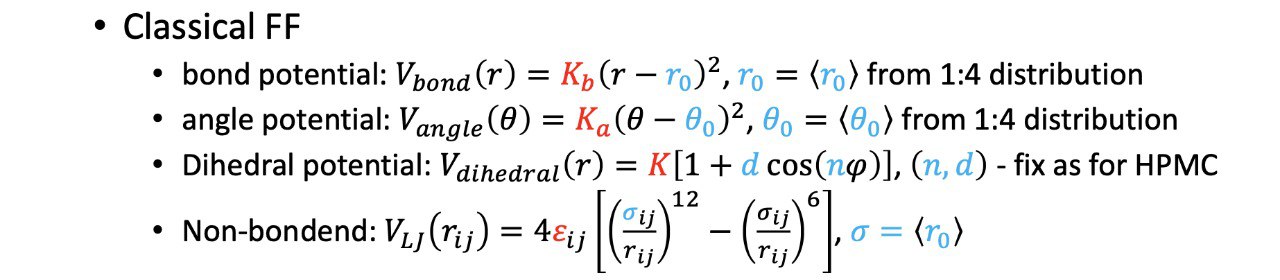 • Classical FF
• bond potential: V_bond(r) = K_b(r − r_0)^2, r_0 = ⟨r_0⟩ from 1:4 distribution
• angle potential: V_angle(θ) = K_a(θ − θ_0)^2, θ_0 = ⟨θ_0⟩ from 1:4 distribution
• Dihedral potential: V_dihedral(r) = K[1 + d cos(nφ)], (n, d) - fix as for HPMC
• Non-bondend: V_LJ(r_ij) = 4ε_ij [(σ_ij/r_ij)^12 − (σ_ij/r_ij)^6], σ = ⟨r_0⟩